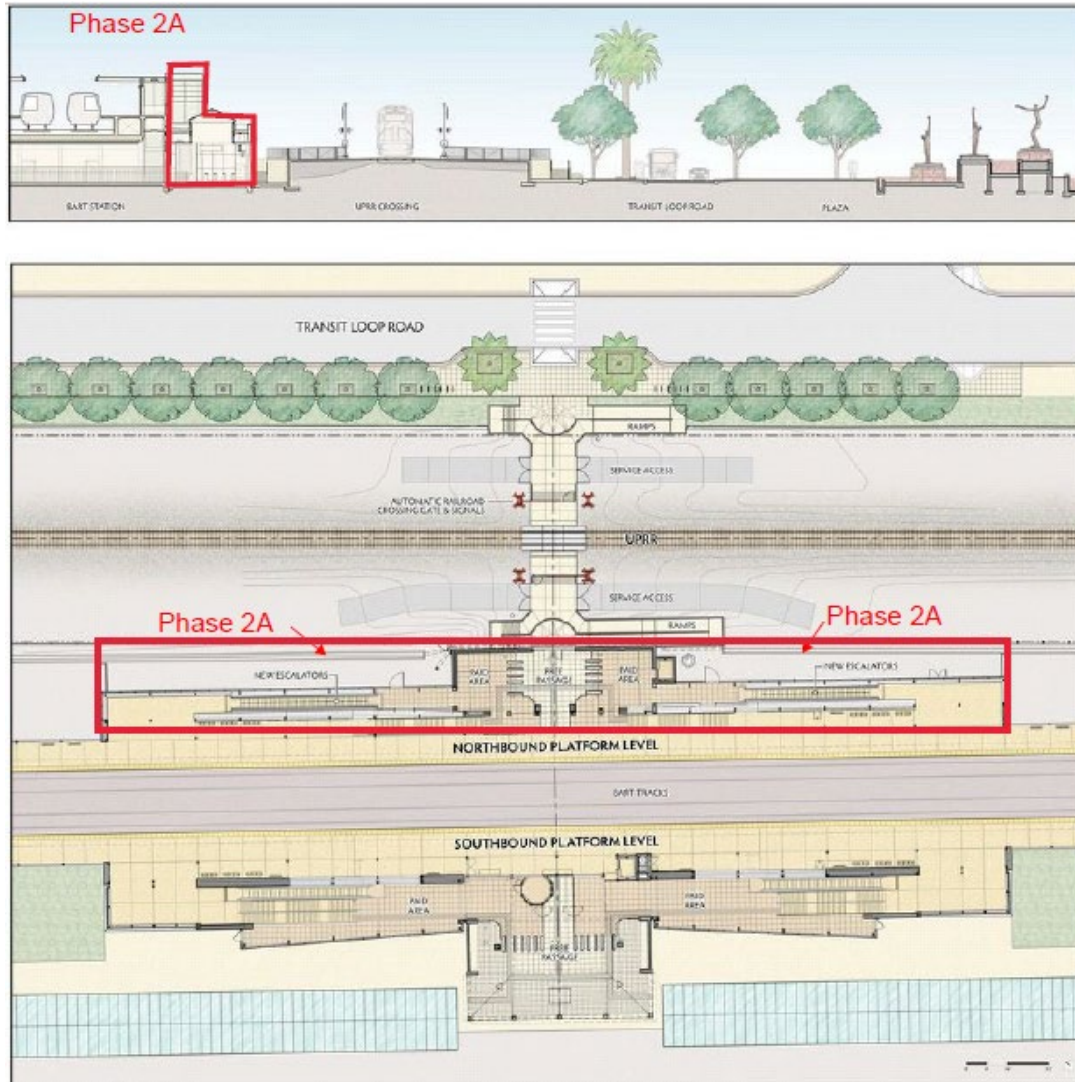 Phase 2A
BART STATION
UPRR CROSSING
TRANSIT LOOP ROAD
PLAZA
TRANSIT LOOP ROAD
RAMPS
SERVICE ACCESS
AUTOMATIC RAILROAD
CROSSING GATE & SIGNALS
UPRR
SERVICE ACCESS
RAMPS
Phase 2A
Phase 2A
NEW ESCALATORS
PAID
AREA
FREE
PASSAGE
PAID
AREA
NEW ESCALATORS
NORTHBOUND PLATFORM LEVEL
BART TRACKS
SOUTHBOUND PLATFORM LEVEL
PAID
AREA
PAID
AREA
FREE
PASSAGE